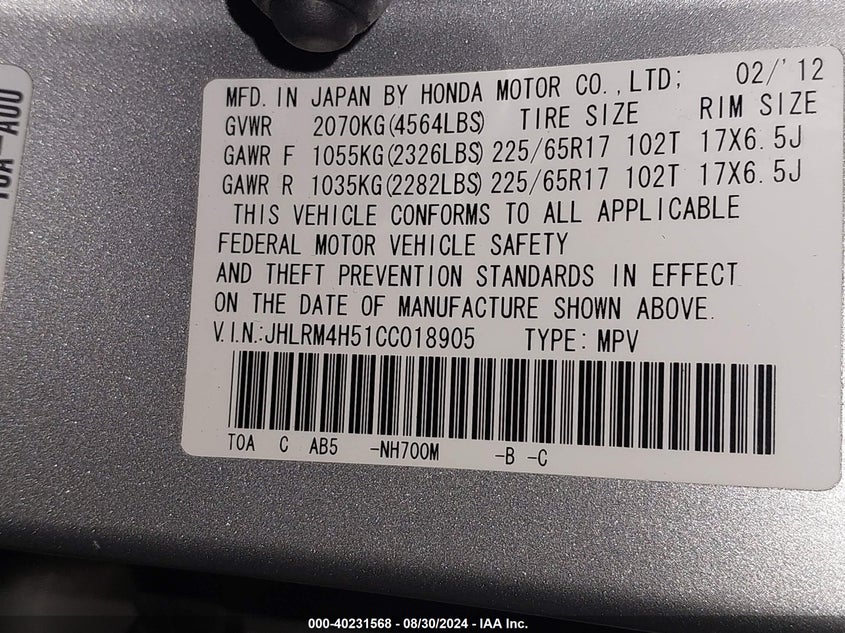 MFD. IN JAPAN BY HONDA MOTOR CO.,LTD; 02/'12
GVWR 2070KG(4564LBS) TIRE SIZE RIM SIZE
GAWR F 1055KG(2326LBS) 225/65R17 102T 17X6.5J
GAWR R 1035KG(2282LBS) 225/65R17 102T 17X6.5J
THIS VEHICLE CONFORMS TO ALL APPLICABLE
FEDERAL MOTOR VEHICLE SAFETY
AND THEFT PREVENTION STANDARDS IN EFFECT
ON THE DATE OF MANUFACTURE SHOWN ABOVE.
V.I.N.:JHLRM4H51CC018905 TYPE: MPV
TOA C AB5 -NH700M -B -C
000-40231568 - 08/30/2024 - IAA Inc.